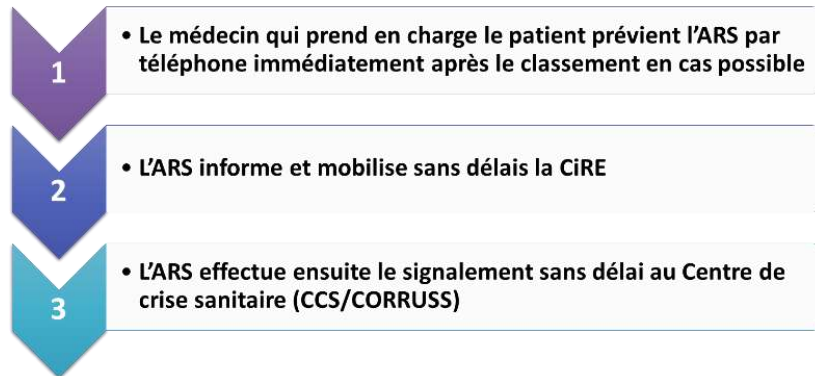 1
• Le médecin qui prend en charge le patient prévient l'ARS par
téléphone immédiatement après le classement en cas possible
2
• L'ARS informe et mobilise sans délais la CiRE
3
• L'ARS effectue ensuite le signalement sans délai au Centre de
crise sanitaire (CCS/CORRUSS)